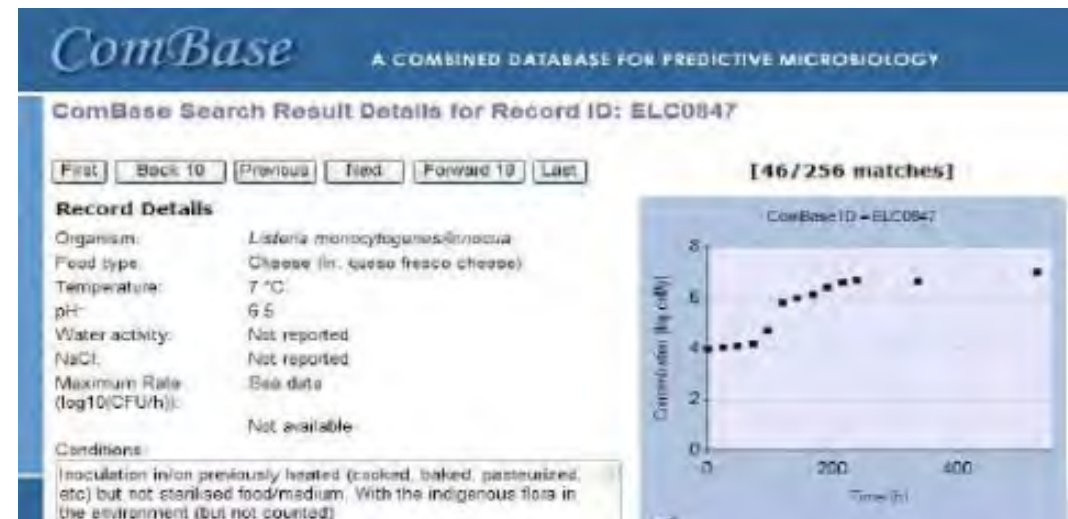 ComBase
A COMBINED DATABASE FOR PREDICTIVE MICROBIOLOGY
ComBase Search Result Details for Record ID: ELC0847
First Back 10 Previous Next Forward 10 Last
[46/256 matches]
Record Details
Organism: Listeria monocytogenes/innocua
Food type: Cheese (in: queso fresco cheese)
Temperature: 7 °C
pH: 6.5
Water activity: Not reported
NaCl: Not reported
Maximum Rate (log10(CFU/h)): See data
Not available
Conditions:
Inoculation in/on previously heated (cooked, baked, pasteurized,
etc) but not sterilised food/medium. With the indigenous flora in
the environment (but not counted)
ComBase ID = ELC0847
8
6
4
2
0
0 200 400
Concentration (log cfu/g)
Time (h)